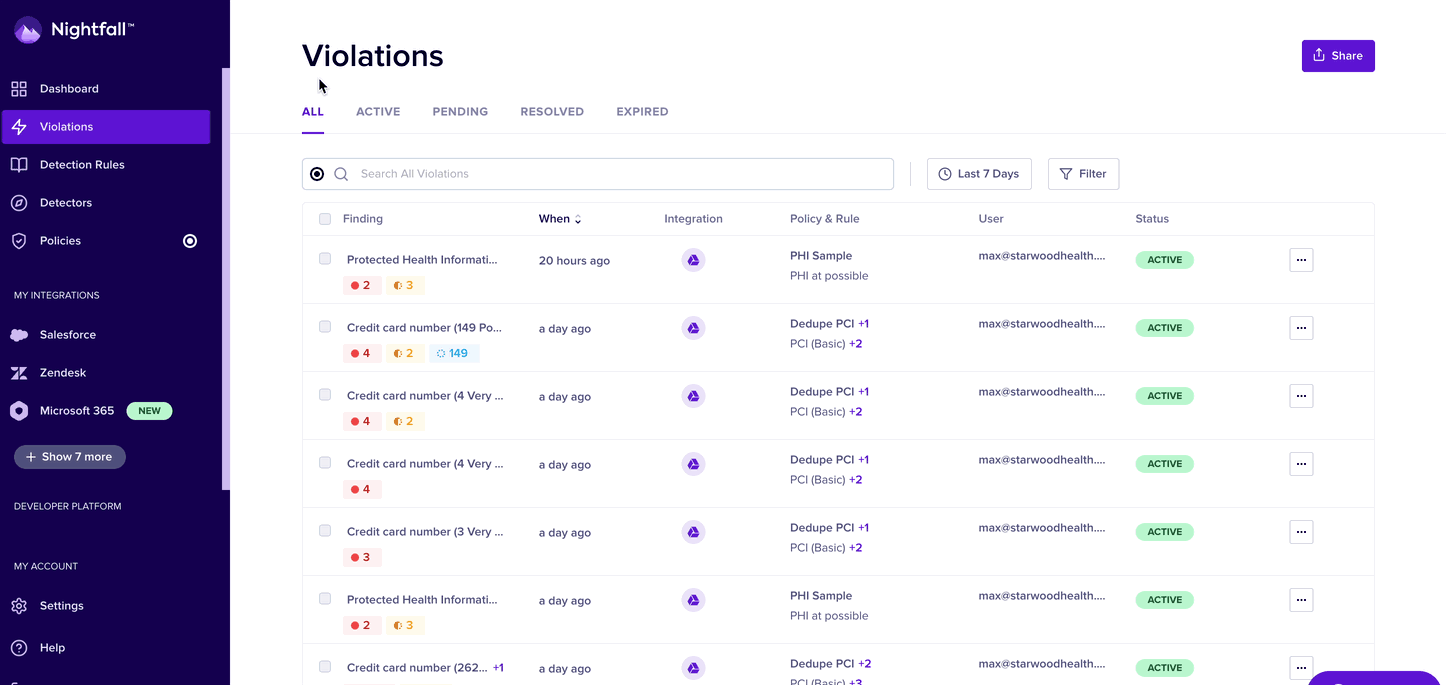 Nightfall™
Dashboard
Violations
Detection Rules
Detectors
Policies
MY INTEGRATIONS
Salesforce
Zendesk
Microsoft 365 NEW
+ Show 7 more
DEVELOPER PLATFORM
MY ACCOUNT
Settings
Help
Violations
Share
ALL ACTIVE PENDING RESOLVED EXPIRED
Search All Violations
Last 7 Days
Filter
Finding When Integration Policy & Rule User Status
Protected Health Informati... 20 hours ago PHI Sample max@starwoodhealth.... ACTIVE ...
PHI at possible
2 3
Credit card number (149 Po... a day ago Dedupe PCI +1 max@starwoodhealth.... ACTIVE ...
PCI (Basic) +2
4 2 149
Credit card number (4 Very ... a day ago Dedupe PCI +1 max@starwoodhealth.... ACTIVE ...
PCI (Basic) +2
4 2
Credit card number (4 Very ... a day ago Dedupe PCI +1 max@starwoodhealth.... ACTIVE ...
PCI (Basic) +2
4
Credit card number (3 Very ... a day ago Dedupe PCI +1 max@starwoodhealth.... ACTIVE ...
PCI (Basic) +2
3
Protected Health Informati... a day ago PHI Sample max@starwoodhealth.... ACTIVE ...
PHI at possible
2 3
Credit card number (262... +1 a day ago Dedupe PCI +2 max@starwoodhealth.... ACTIVE ...
PCI (Basic) +3